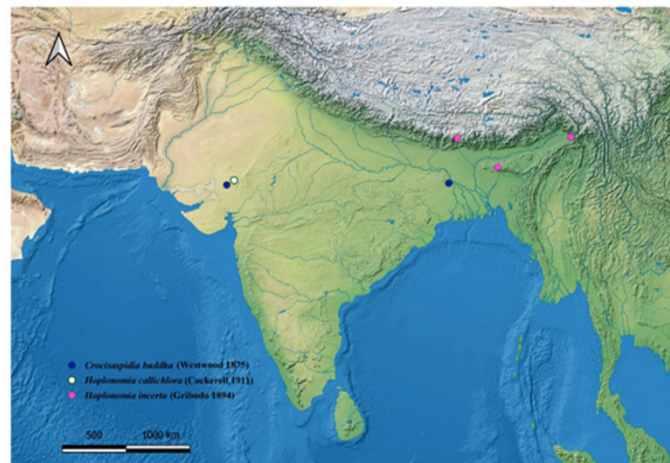 Crocisaspidia buddha (Westwood 1875)
Hoplonomia callichlora (Cockerell 1911)
Hoplonomia incerta (Gribodo 1894)
500 1000 km